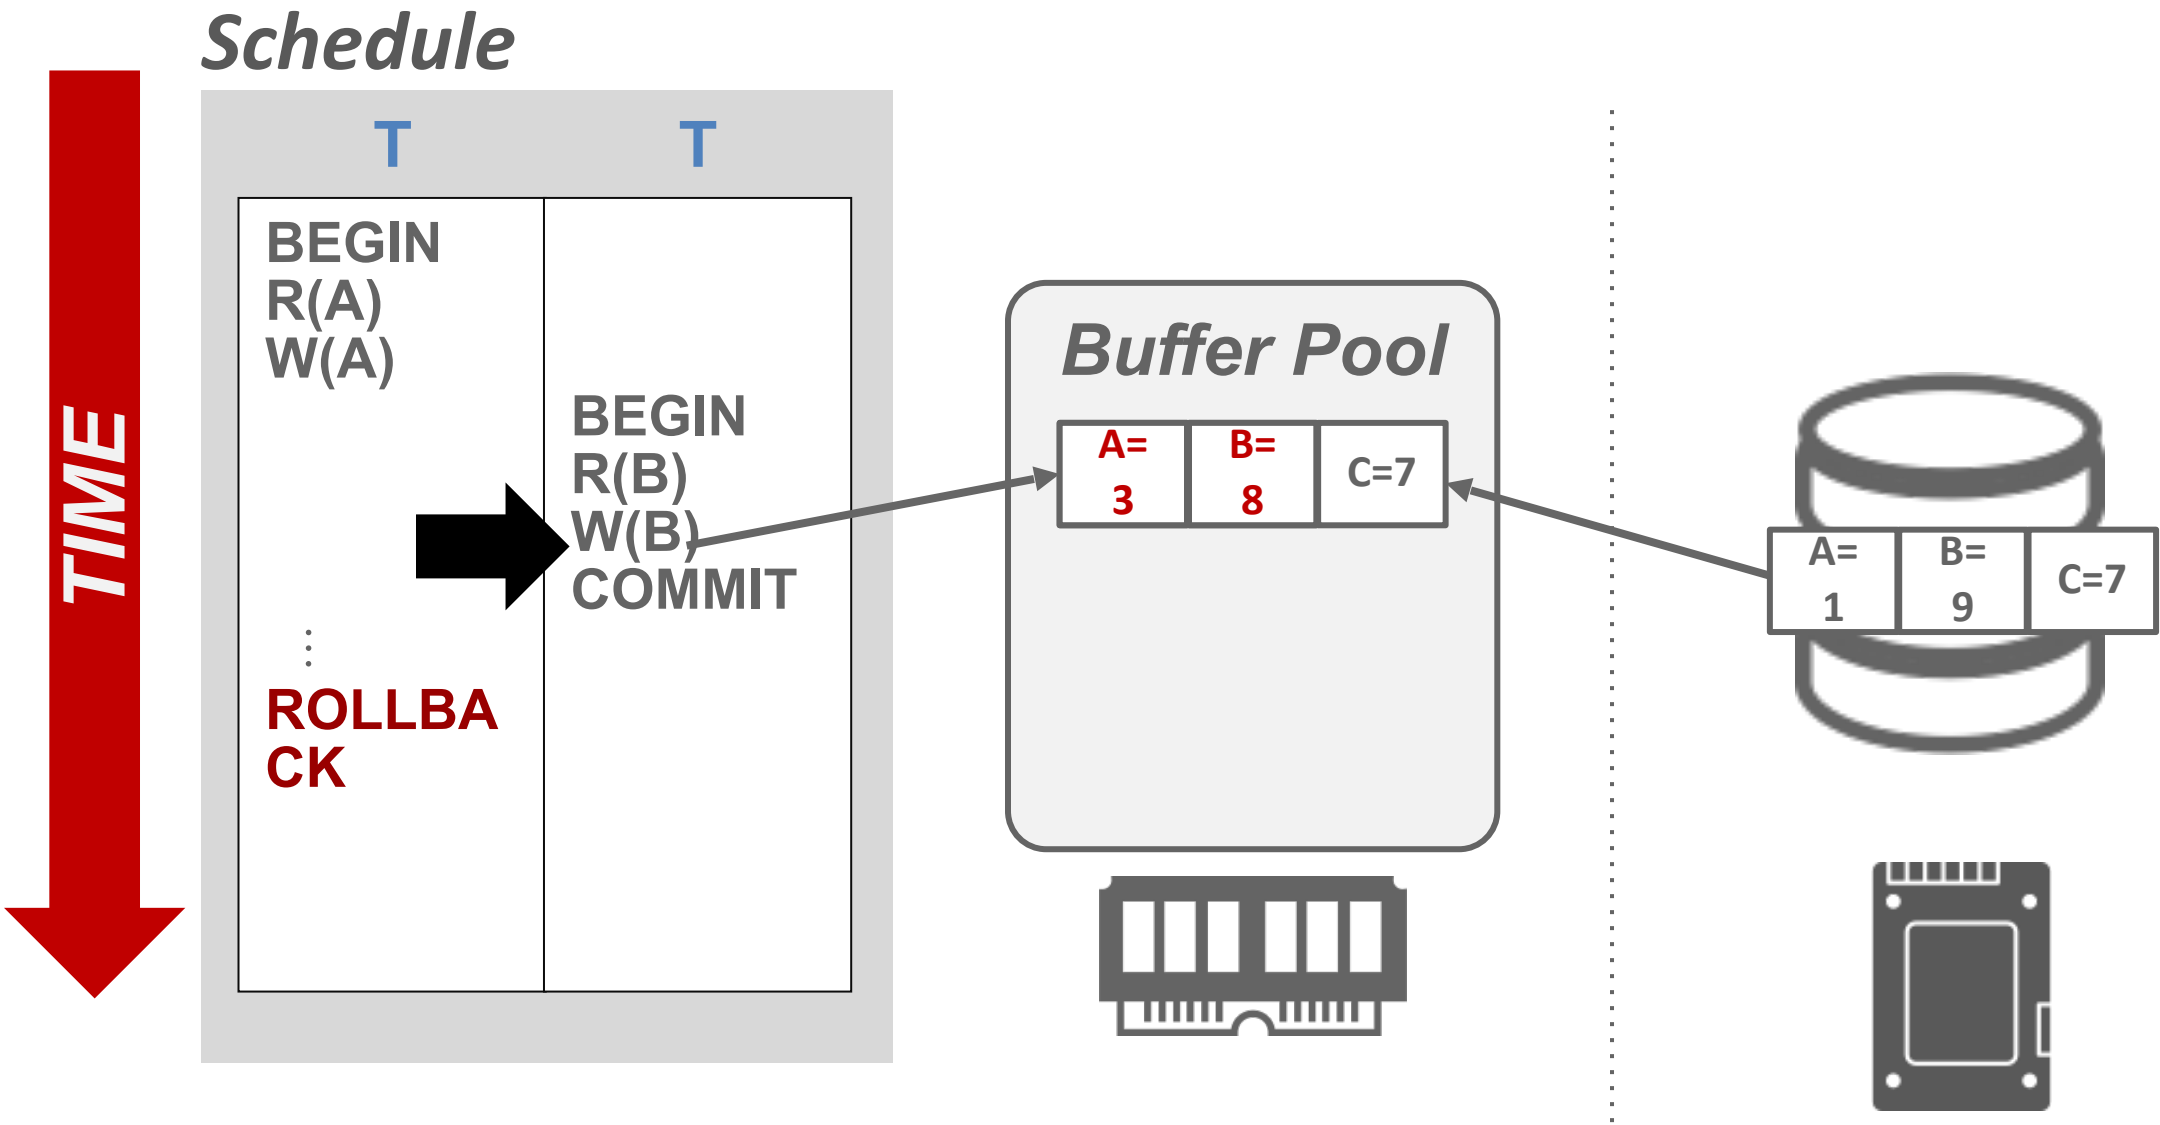 Schedule
TIME
T
T
BEGIN
R(A)
W(A)
⋮
ROLLBA
CK
BEGIN
R(B)
W(B)
COMMIT
Buffer Pool
A=
3
B=
8
C=7
A=
1
B=
9
C=7